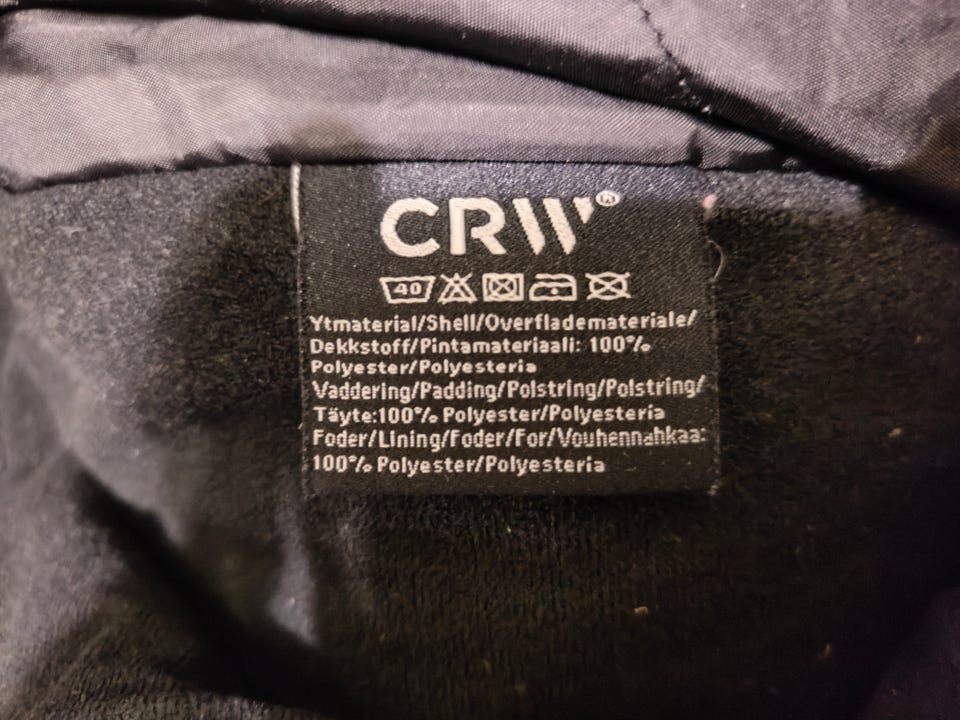 CRW®
40
Ytmaterial/Shell/Overflademateriale/
Dekkstoff/Pintamateriaali: 100%
Polyester/Polyesteria
Vaddering/Padding/Polstring/Polstring/
Täyte:100% Polyester/Polyesteria
Foder/Lining/Foder/For/Vouhennahkaa:
100% Polyester/Polyesteria